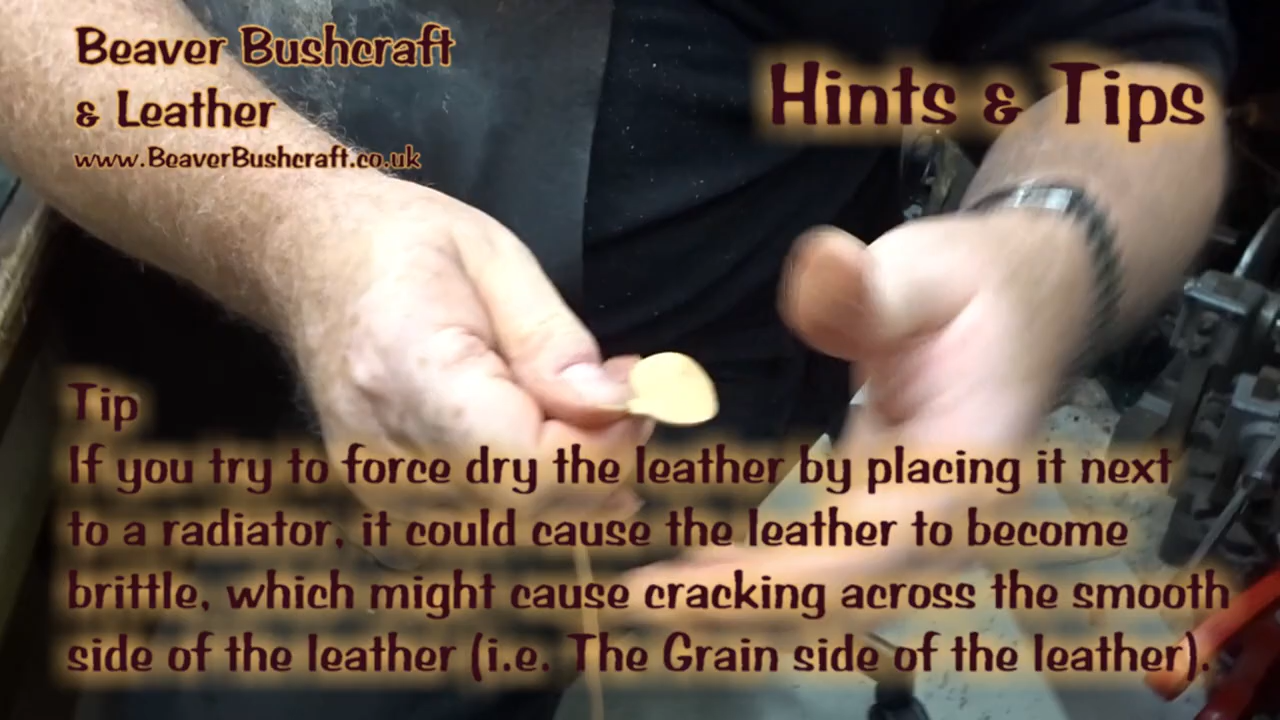 Beaver Bushcraft
& Leather
www.BeaverBushcraft.co.uk
Hints & Tips
Tip
If you try to force dry the leather by placing it next
to a radiator, it could cause the leather to become
brittle, which might cause cracking across the smooth
side of the leather (i.e. The Grain side of the leather).